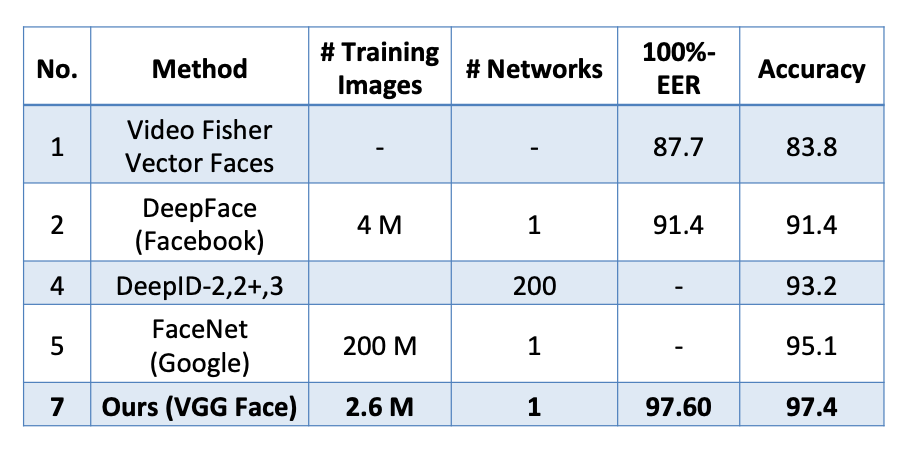 No. Method # Training Images # Networks 100%-EER Accuracy
1 Video Fisher Vector Faces - - 87.7 83.8
2 DeepFace (Facebook) 4 M 1 91.4 91.4
4 DeepID-2,2+,3 200 - 93.2
5 FaceNet (Google) 200 M 1 - 95.1
7 Ours (VGG Face) 2.6 M 1 97.60 97.4